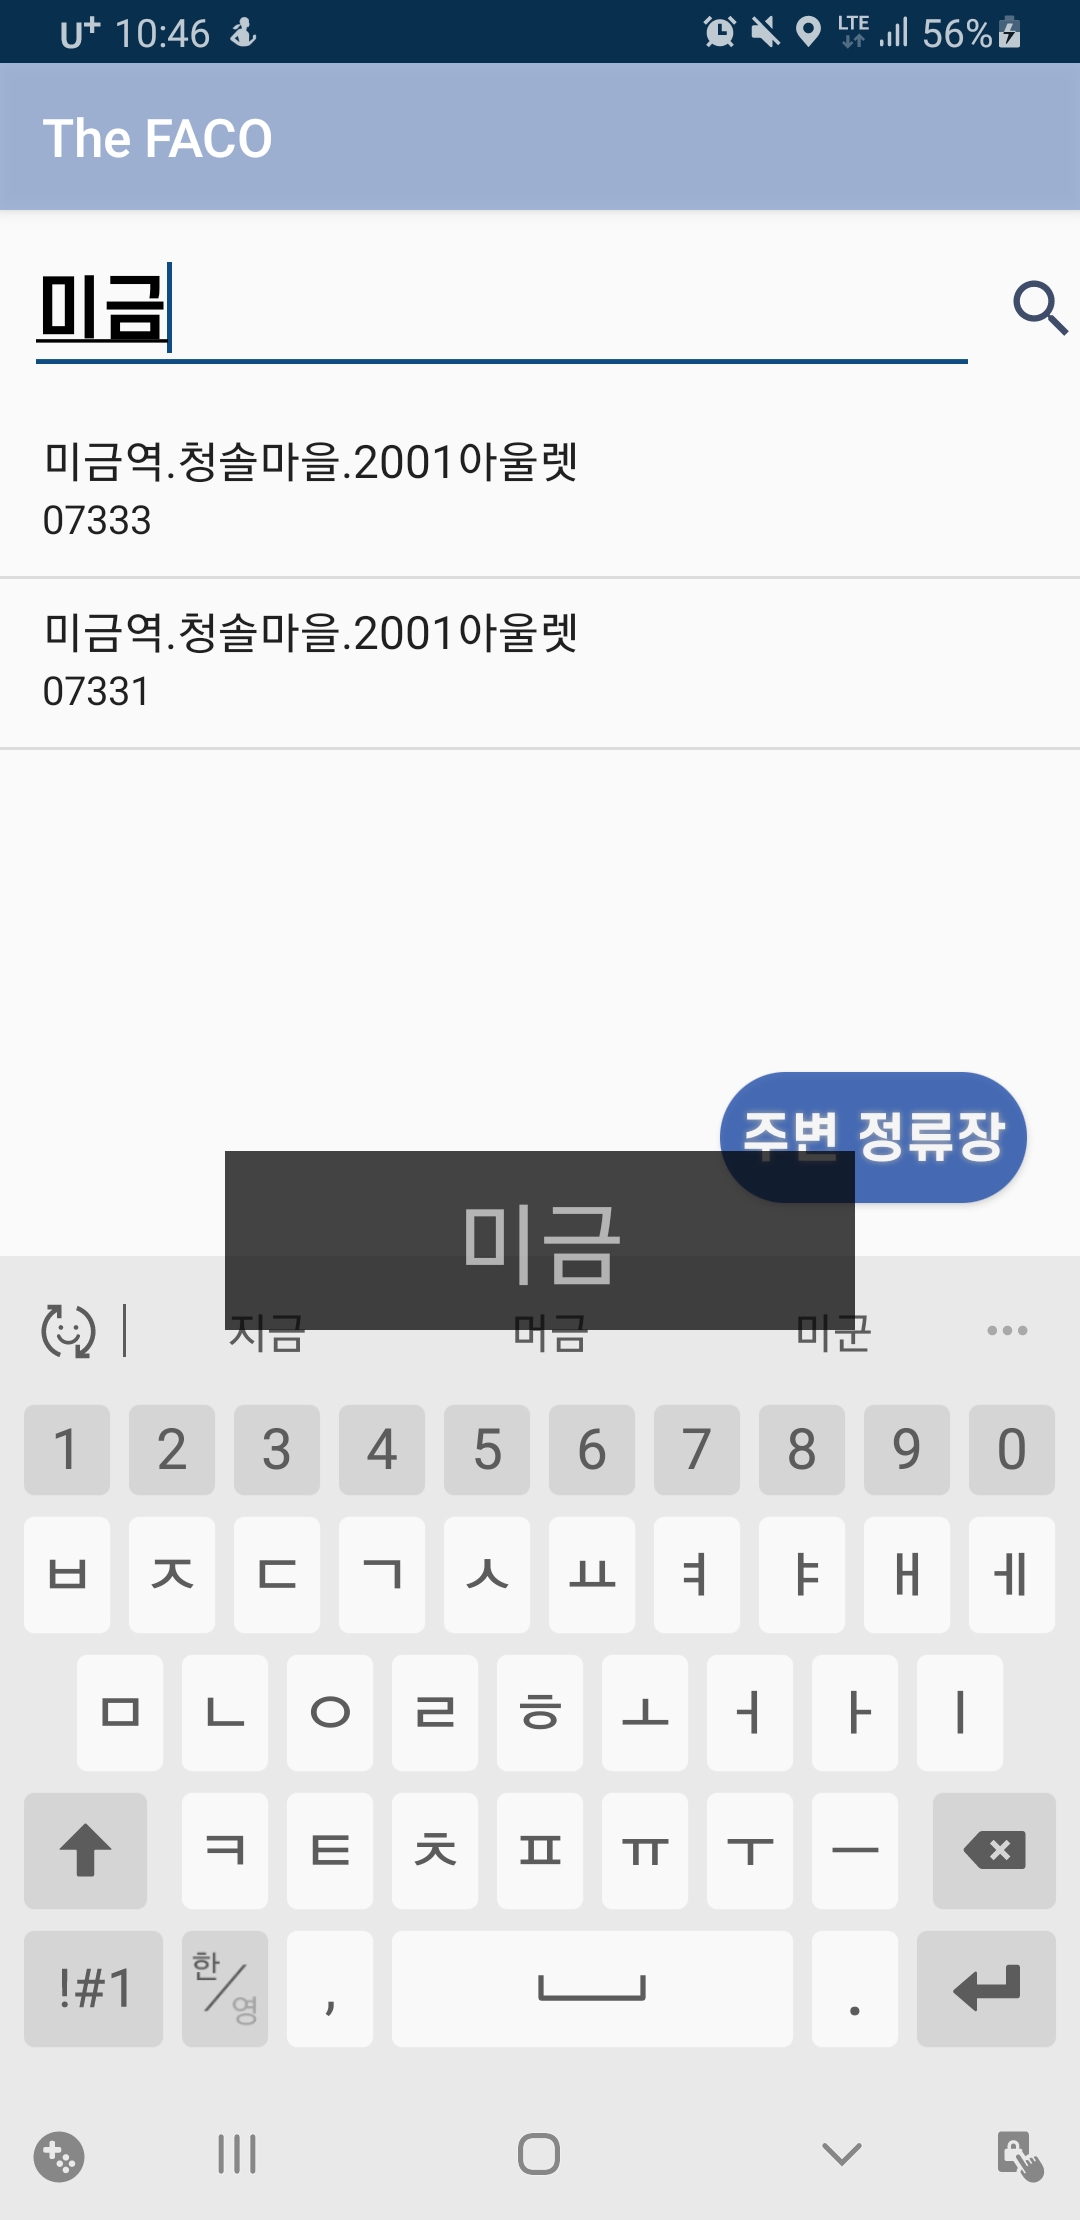 U+ 10:46 LTE 56%
The FACO
미금
미금역.청솔마을.2001아울렛
07333
미금역.청솔마을.2001아울렛
07331
주변 정류장
미금
지금 머금 미군
1 2 3 4 5 6 7 8 9 0
ㅂ ㅈ ㄷ ㄱ ㅅ ㅛ ㅕ ㅑ ㅐ ㅔ
ㅁ ㄴ ㅇ ㄹ ㅎ ㅗ ㅓ ㅏ ㅣ
ㅋ ㅌ ㅊ ㅍ ㅠ ㅜ ㅡ
!#1 한/영 , .